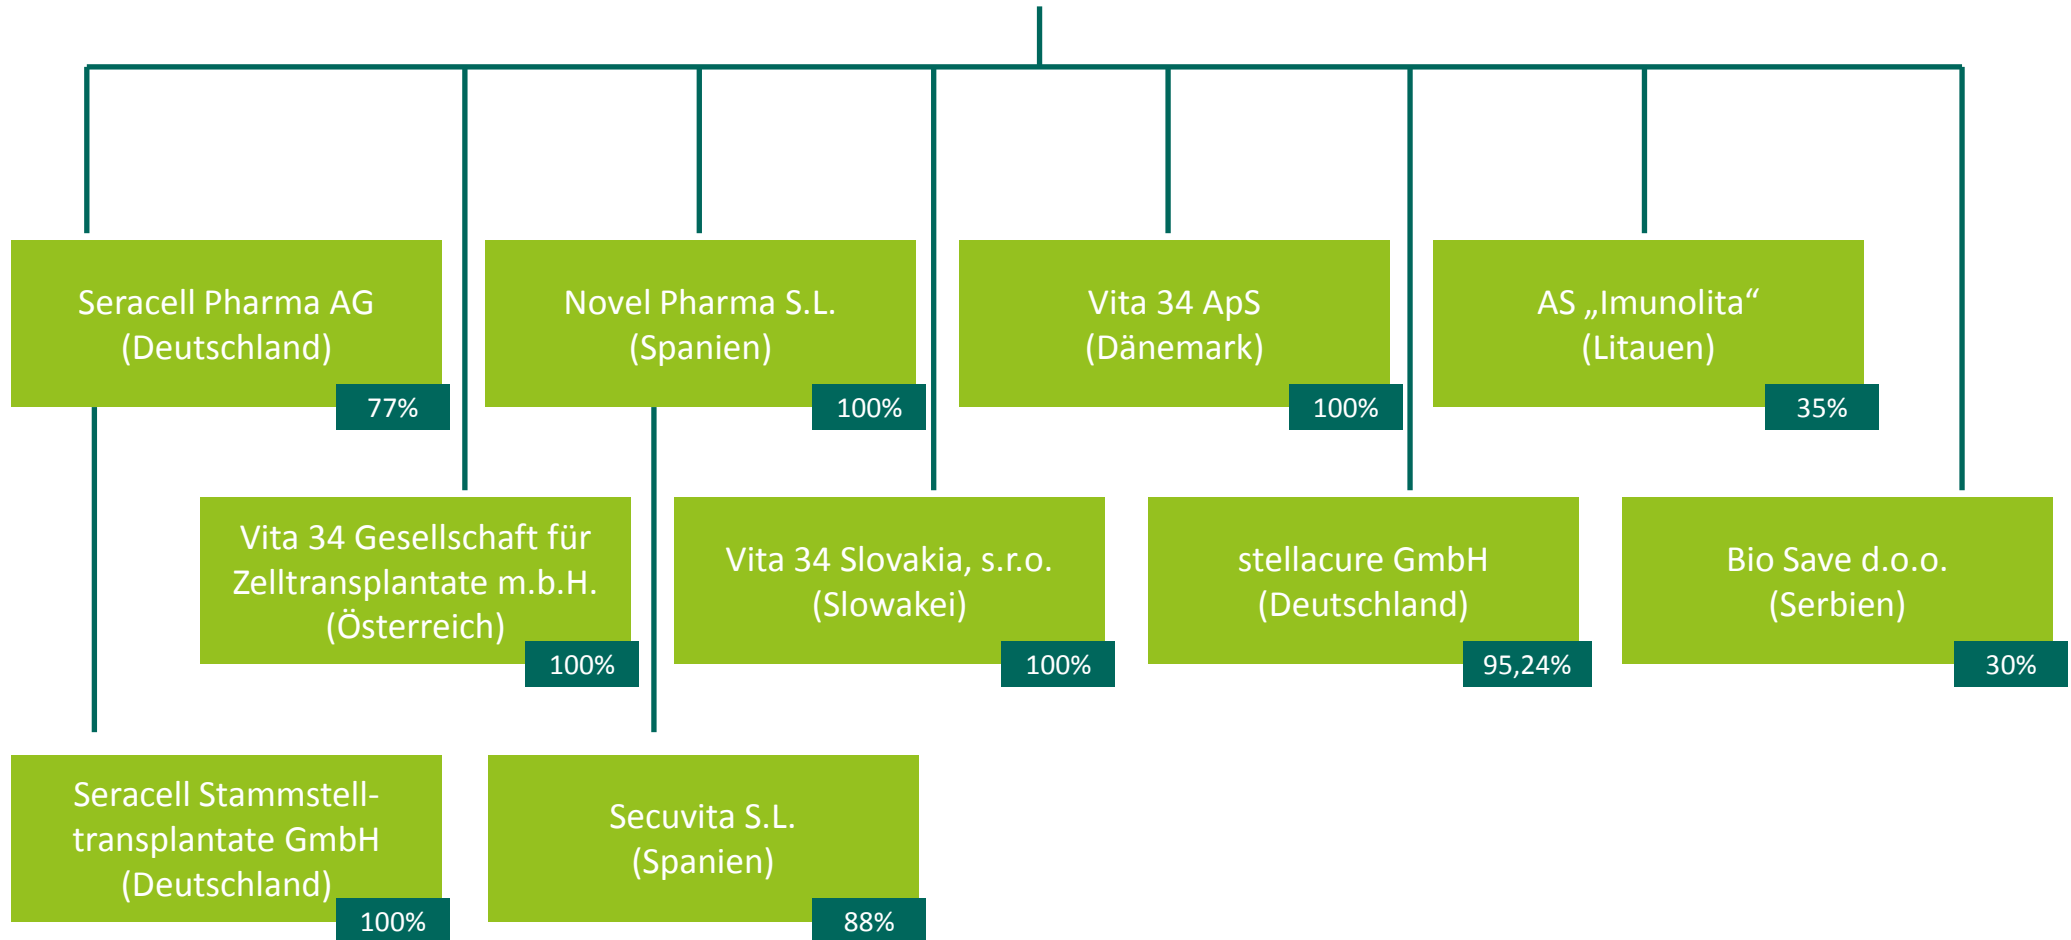 Seracell Pharma AG
(Deutschland)
77%
Novel Pharma S.L.
(Spanien)
100%
Vita 34 ApS
(Dänemark)
100%
AS „Imunolita“
(Litauen)
35%
Vita 34 Gesellschaft für
Zelltransplantate m.b.H.
(Österreich)
100%
Vita 34 Slovakia, s.r.o.
(Slowakei)
100%
stellacure GmbH
(Deutschland)
95,24%
Bio Save d.o.o.
(Serbien)
30%
Seracell Stammstell-
transplantate GmbH
(Deutschland)
100%
Secuvita S.L.
(Spanien)
88%